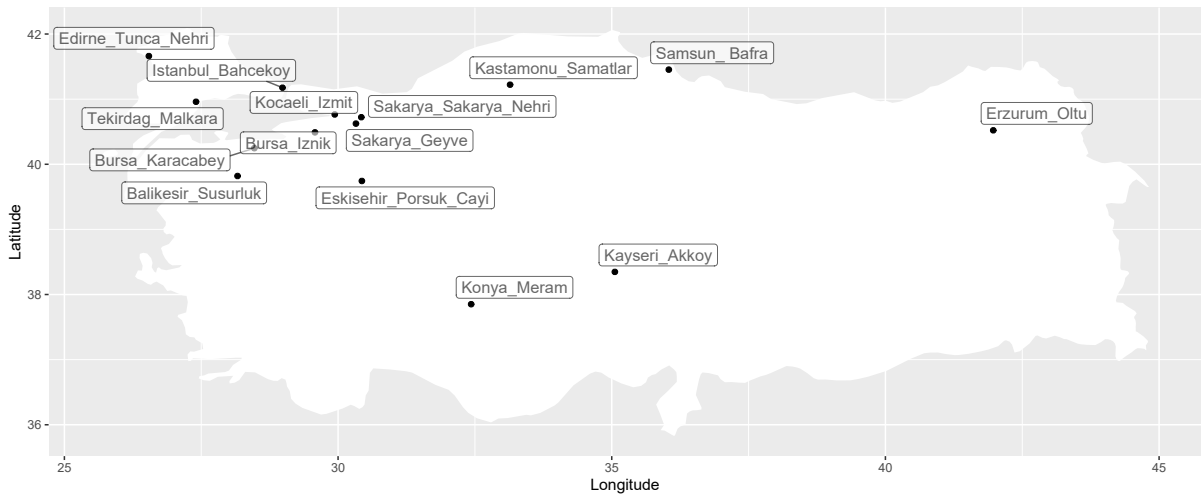 42
Edirne_Tunca_Nehri
Samsun_ Bafra
Istanbul_Bahcekoy
Kastamonu_Samatlar
Kocaeli_Izmit
Sakarya_Sakarya_Nehri
Erzurum_Oltu
Tekirdag_Malkara
Bursa_Iznik
Sakarya_Geyve
Bursa_Karacabey
40
Balikesir_Susurluk
Eskisehir_Porsuk_Cayi
Kayseri_Akkoy
Konya_Meram
38
36
Latitude
25
30
35
40
45
Longitude